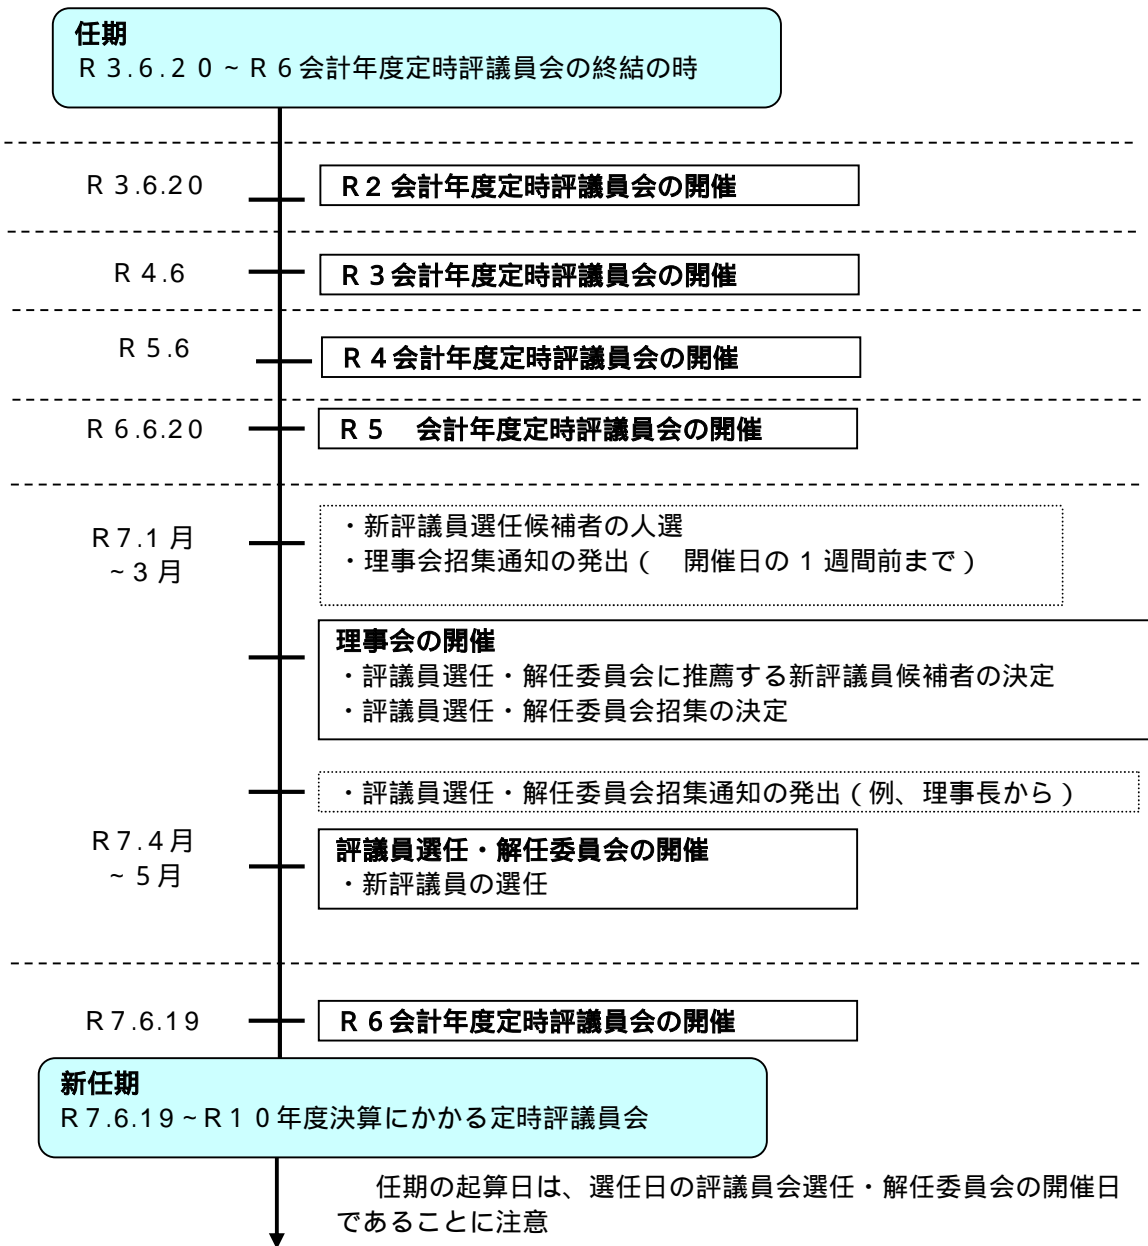 任期
R3.6.20~R6会計年度定時評議員会の終結の時
R3.6.20
R2会計年度定時評議員会の開催
R4.6
R3会計年度定時評議員会の開催
R5.6
R4会計年度定時評議員会の開催
R6.6.20
R5 会計年度定時評議員会の開催
R7.1月
~3月
・新評議員選任候補者の人選
・理事会招集通知の発出( 開催日の1週間前まで)
理事会の開催
・評議員選任・解任委員会に推薦する新評議員候補者の決定
・評議員選任・解任委員会招集の決定
・評議員選任・解任委員会招集通知の発出(例、理事長から)
R7.4月
~5月
評議員選任・解任委員会の開催
・新評議員の選任
R7.6.19
R6会計年度定時評議員会の開催
新任期
R7.6.19~R10年度決算にかかる定時評議員会
任期の起算日は、選任日の評議員会選任・解任委員会の開催日
であることに注意